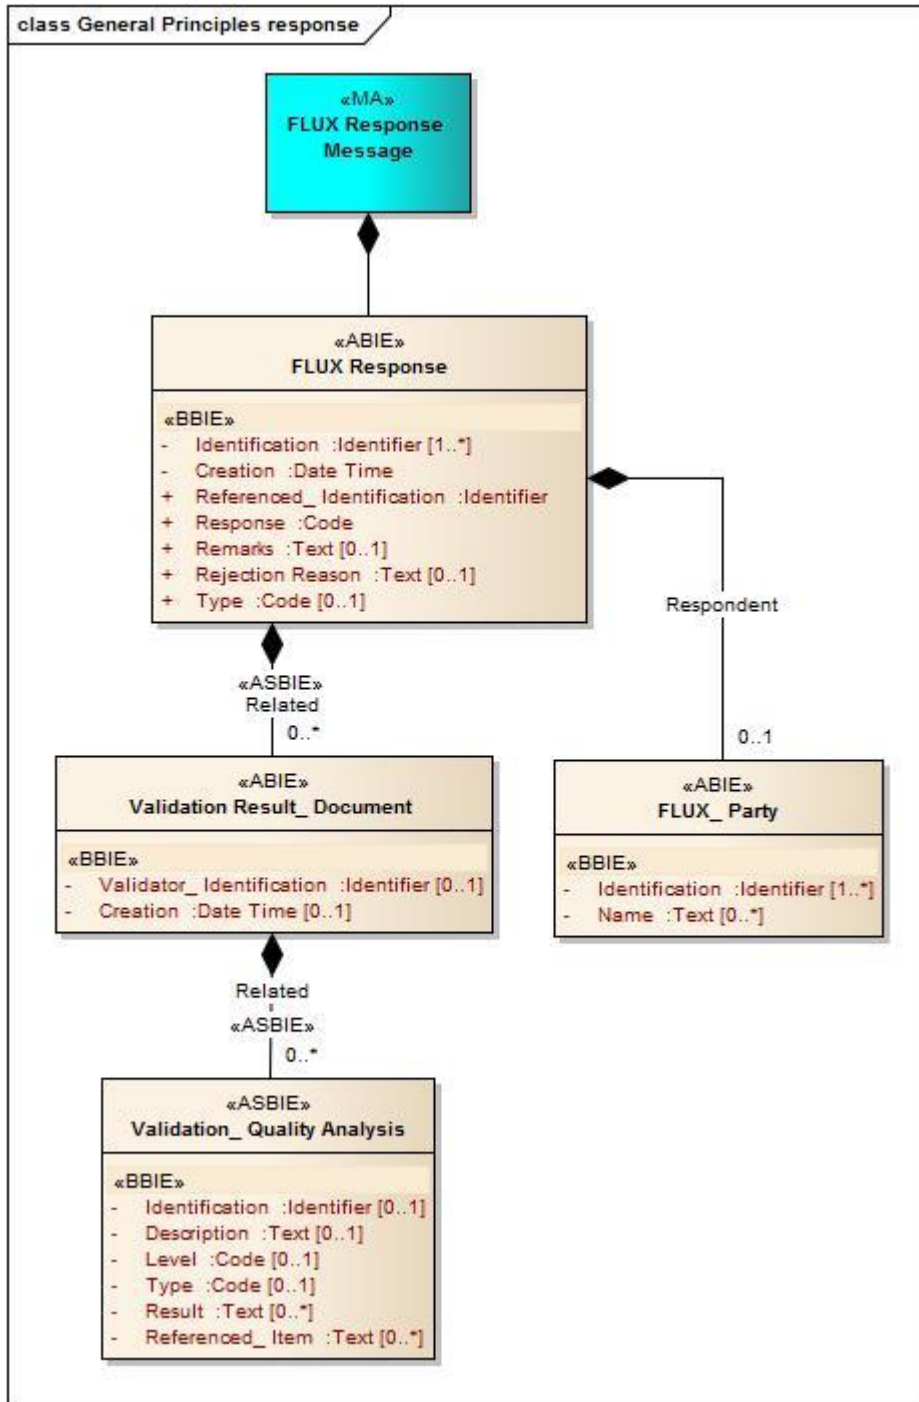 class General Principles response
«MA»
FLUX Response
Message
«ABIE»
FLUX Response
«BBIE»
- Identification :Identifier [1..*]
- Creation :Date Time
+ Referenced_ Identification :Identifier
+ Response :Code
+ Remarks :Text [0..1]
+ Rejection Reason :Text [0..1]
+ Type :Code [0..1]
Respondent
0..1
«ASBIE»
Related
0..*
«ABIE»
Validation Result_ Document
«BBIE»
- Validator_ Identification :Identifier [0..1]
- Creation :Date Time [0..1]
«ABIE»
FLUX_ Party
«BBIE»
- Identification :Identifier [1..*]
- Name :Text [0..*]
Related
«ASBIE»
0..*
«ASBIE»
Validation_ Quality Analysis
«BBIE»
- Identification :Identifier [0..1]
- Description :Text [0..1]
- Level :Code [0..1]
- Type :Code [0..1]
- Result :Text [0..*]
- Referenced_ Item :Text [0..*]